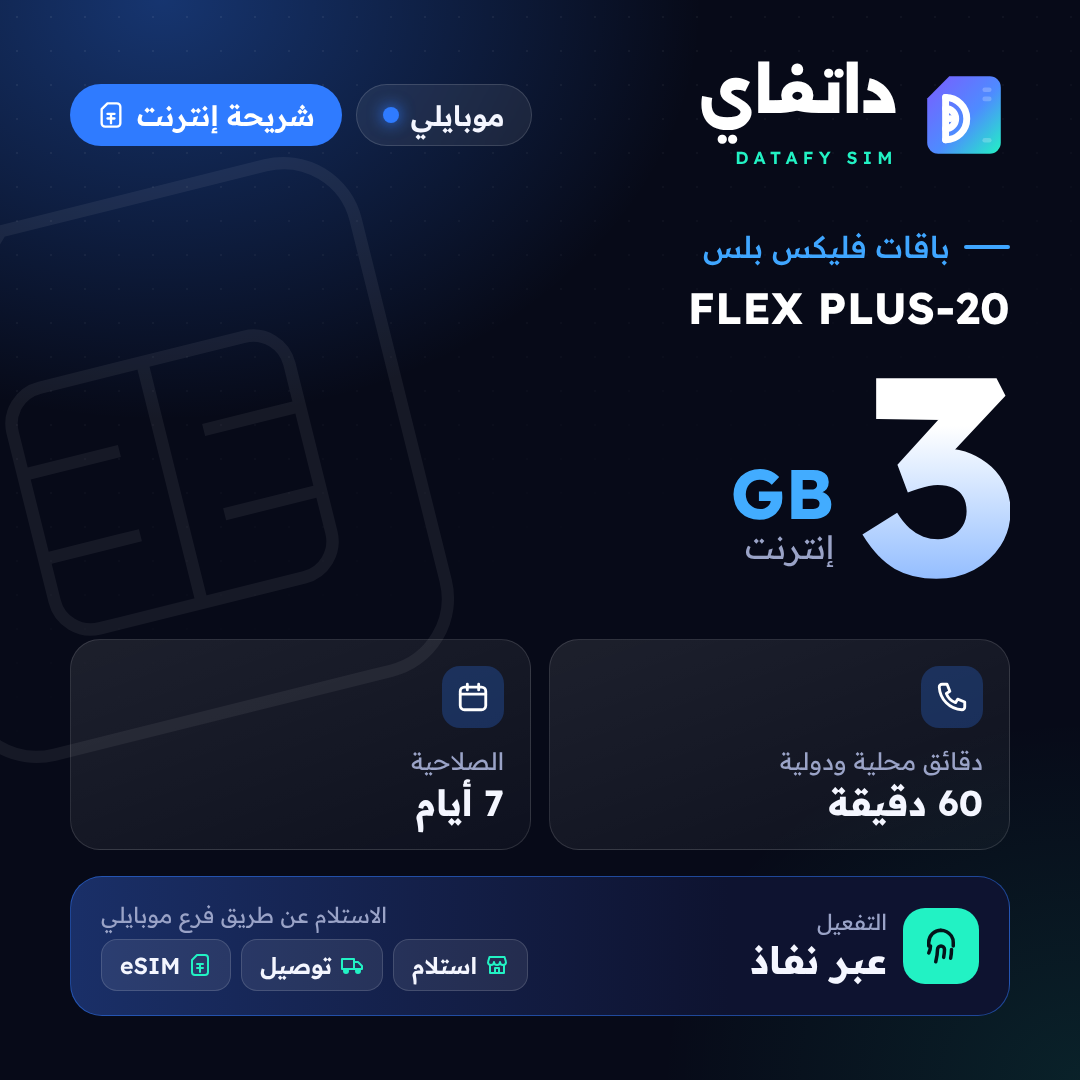 داتفاي
DATAFY SIM
موبايلي
شريحة إنترنت
باقات فليكس بلس
FLEX PLUS-20
3
GB
إنترنت
دقائق محلية ودولية
60 دقيقة
الصلاحية
7 أيام
التفعيل
عبر نفاذ
الاستلام عن طريق فرع موبايلي
استلام
توصيل
eSIM